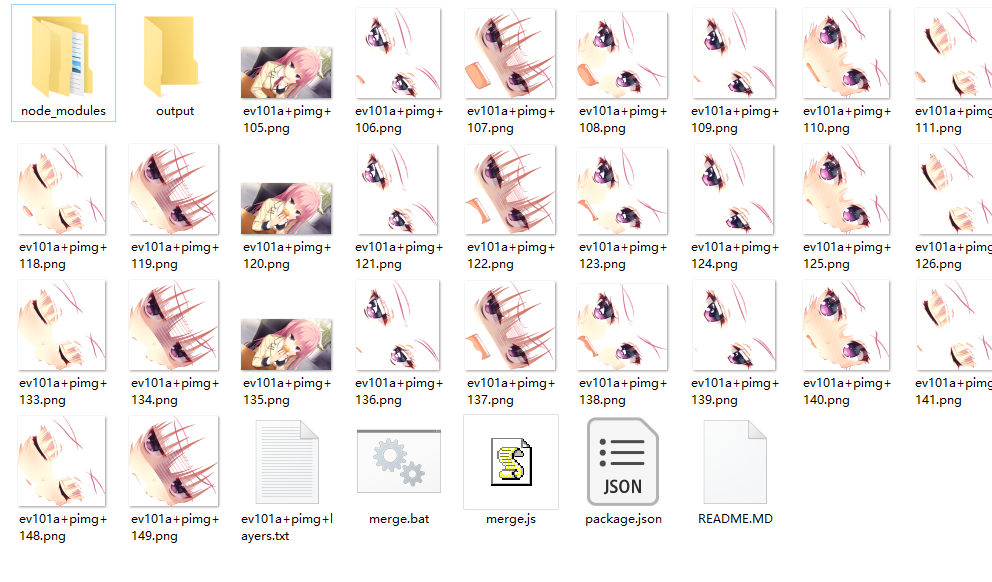 node_modules
output
ev101a+pimg+
105.png
ev101a+pimg+
106.png
ev101a+pimg+
107.png
ev101a+pimg+
108.png
ev101a+pimg+
109.png
ev101a+pimg+
110.png
ev101a+pimg+
111.png
ev101a+pimg+
118.png
ev101a+pimg+
119.png
ev101a+pimg+
120.png
ev101a+pimg+
121.png
ev101a+pimg+
122.png
ev101a+pimg+
123.png
ev101a+pimg+
124.png
ev101a+pimg+
125.png
ev101a+pimg+
126.png
ev101a+pimg+
133.png
ev101a+pimg+
134.png
ev101a+pimg+
135.png
ev101a+pimg+
136.png
ev101a+pimg+
137.png
ev101a+pimg+
138.png
ev101a+pimg+
139.png
ev101a+pimg+
140.png
ev101a+pimg+
141.png
ev101a+pimg+
148.png
ev101a+pimg+
149.png
ev101a+pimg+l
ayers.txt
merge.bat
merge.js
JSON
package.json
README.MD